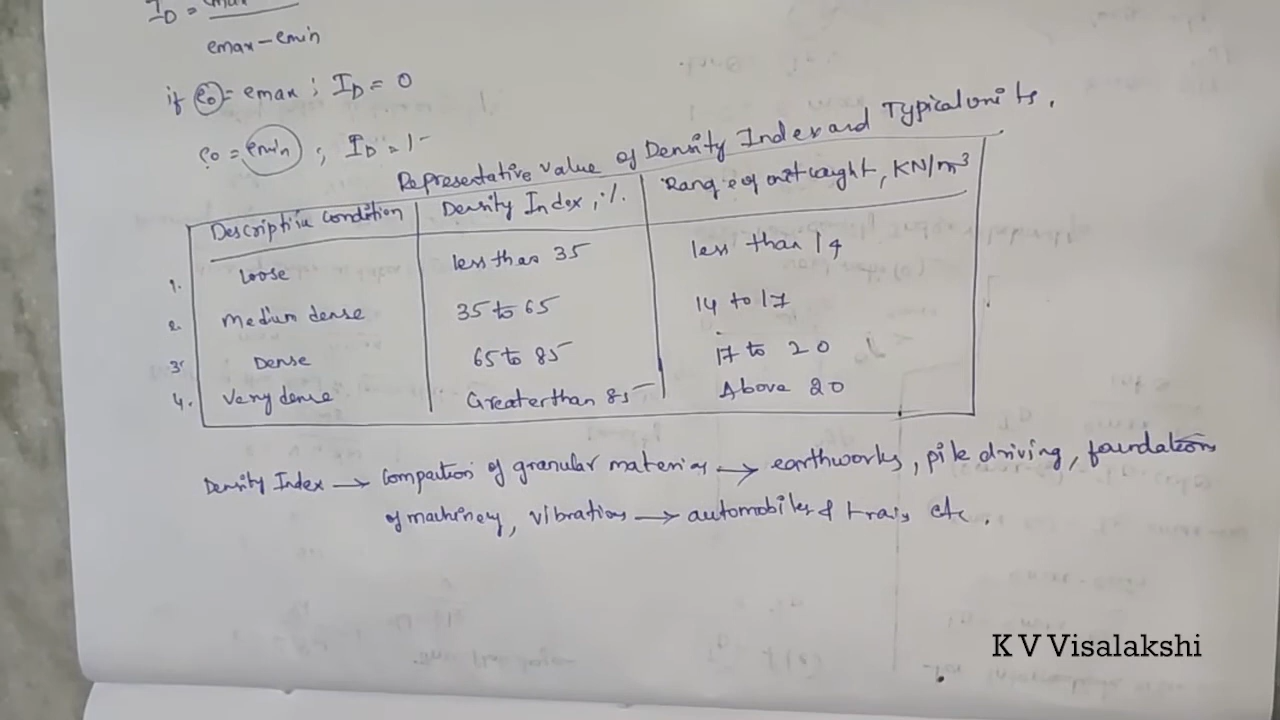 ID =
emax - emin
if eo = emax ; ID = 0
eo = emin ; ID = 1
Representative value of Density Index and Typical units.
Descriptive condition Density Index, % Range of unit weight, KN/m³
1. Loose less than 35 less than 14
2. Medium dense 35 to 65 14 to 17
3. Dense 65 to 85 17 to 20
4. Very dense Greater than 85 Above 20
Density Index → Compaction of granular materials → earthworks, pile driving, foundations
of machinery, vibrations → automobiles & trains etc.
K V Visalakshi